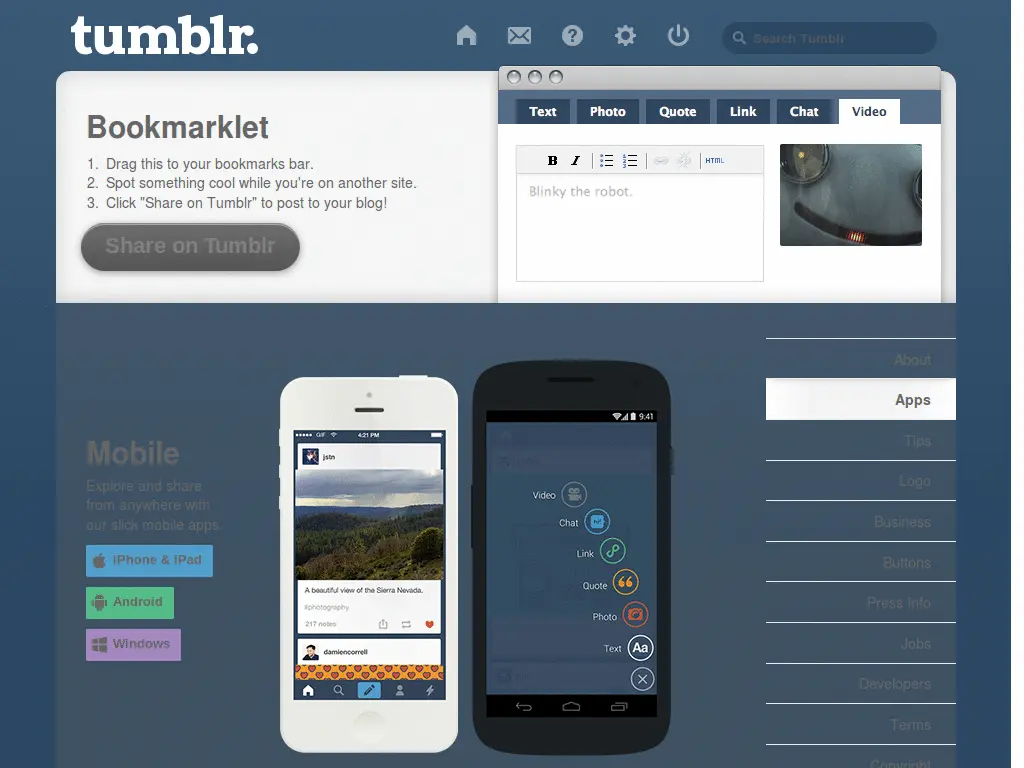 tumblr.
Search Tumblr
Bookmarklet
1. Drag this to your bookmarks bar.
2. Spot something cool while you're on another site.
3. Click "Share on Tumblr" to post to your blog!
Share on Tumblr
Text Photo Quote Link Chat Video
B I HTML
Blinky the robot.
Mobile
Explore and share
from anywhere with
our slick mobile apps.
iPhone & iPad
Android
Windows
GIF 4:21 PM
jstn
A beautiful view of the Sierra Nevada.
#photography
217 notes
damiencorrell
9:41
Video
Chat
Link
Quote
Photo
Text Aa
About
Apps
Tips
Logo
Business
Buttons
Press Info
Jobs
Developers
Terms
Copyright